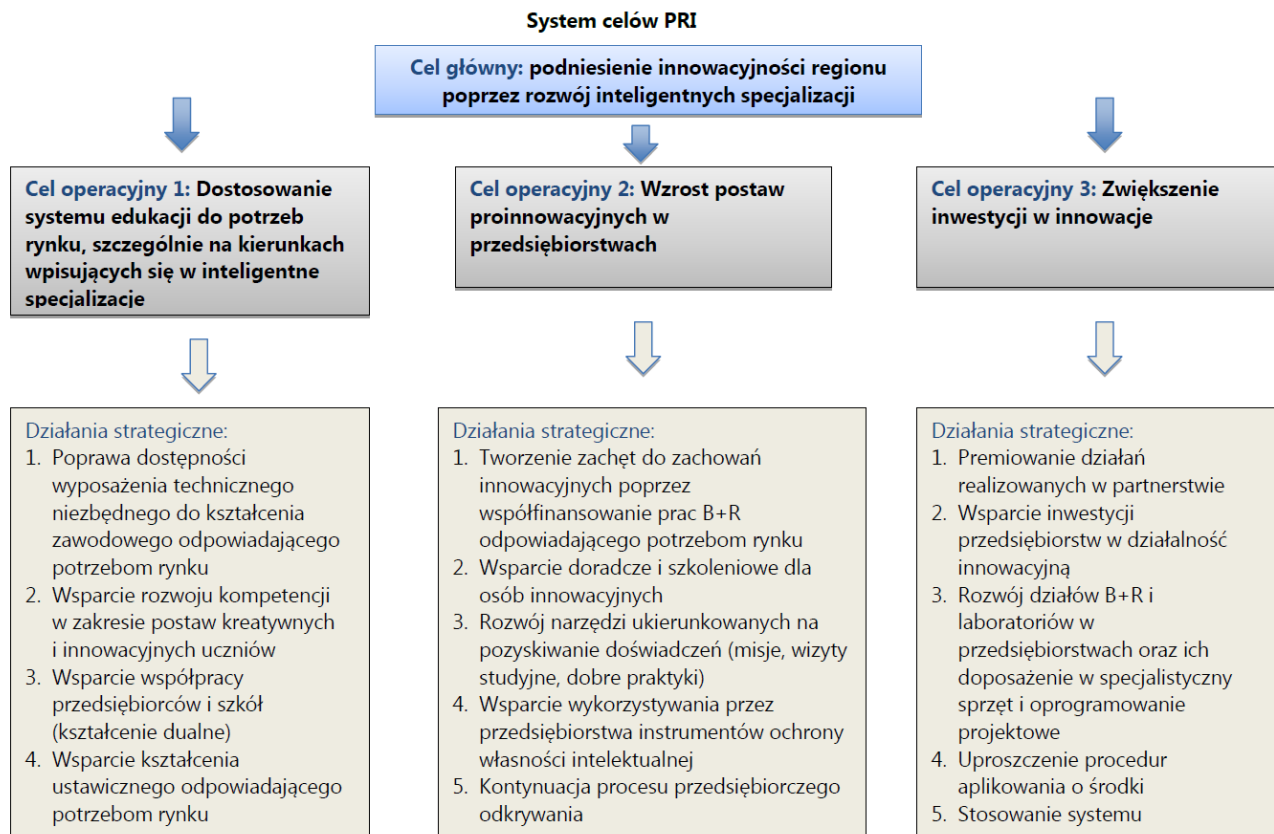 System celów PRI
Cel główny: podniesienie innowacyjności regionu
poprzez rozwój inteligentnych specjalizacji
Cel operacyjny 1: Dostosowanie
systemu edukacji do potrzeb
rynku, szczególnie na kierunkach
wpisujących się w inteligentne
specjalizacje
Cel operacyjny 2: Wzrost postaw
proinnowacyjnych w
przedsiębiorstwach
Cel operacyjny 3: Zwiększenie
inwestycji w innowacje
Działania strategiczne:
1. Poprawa dostępności
wyposażenia technicznego
niezbędnego do kształcenia
zawodowego odpowiadającego
potrzebom rynku
2. Wsparcie rozwoju kompetencji
w zakresie postaw kreatywnych
i innowacyjnych uczniów
3. Wsparcie współpracy
przedsiębiorców i szkół
(kształcenie dualne)
4. Wsparcie kształcenia
ustawicznego odpowiadającego
potrzebom rynku
Działania strategiczne:
1. Tworzenie zachęt do zachowań
innowacyjnych poprzez
współfinansowanie prac B+R
odpowiadającego potrzebom rynku
2. Wsparcie doradcze i szkoleniowe dla
osób innowacyjnych
3. Rozwój narzędzi ukierunkowanych na
pozyskiwanie doświadczeń (misje, wizyty
studyjne, dobre praktyki)
4. Wsparcie wykorzystywania przez
przedsiębiorstwa instrumentów ochrony
własności intelektualnej
5. Kontynuacja procesu przedsiębiorczego
odkrywania
Działania strategiczne:
1. Premiowanie działań
realizowanych w partnerstwie
2. Wsparcie inwestycji
przedsiębiorstw w działalność
innowacyjną
3. Rozwój działów B+R i
laboratoriów w
przedsiębiorstwach oraz ich
doposażenie w specjalistyczny
sprzęt i oprogramowanie
projektowe
4. Uproszczenie procedur
aplikowania o środki
5. Stosowanie systemu